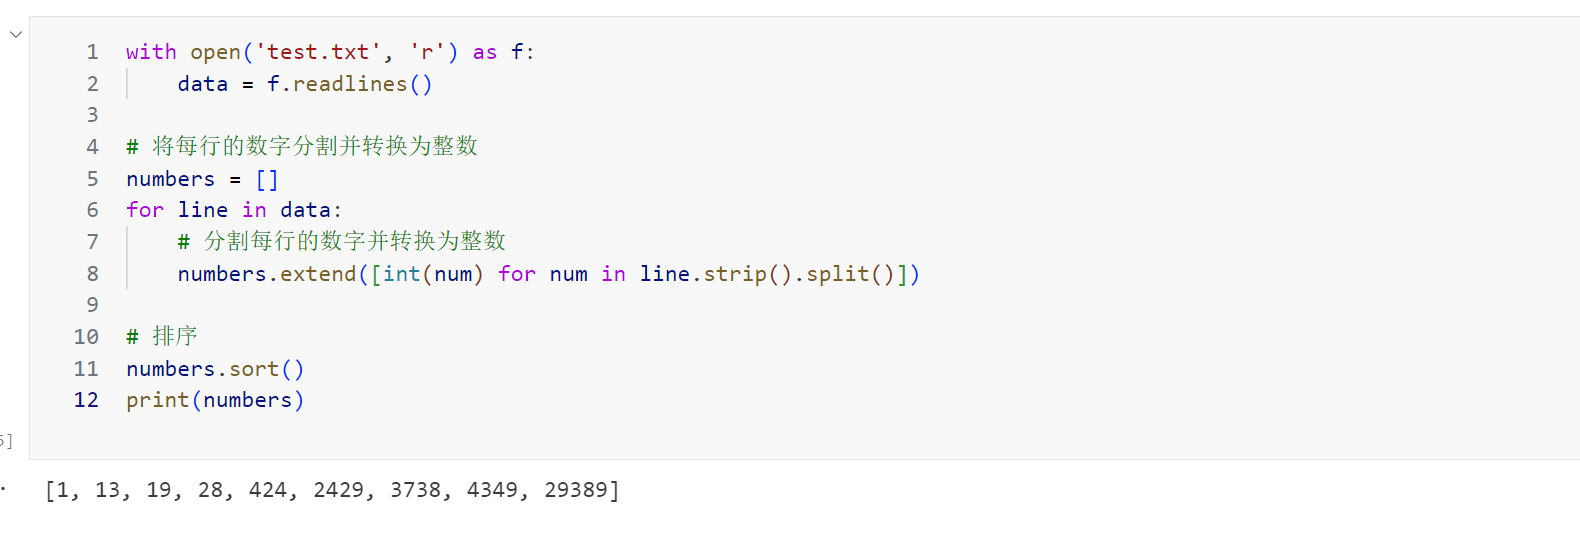 1 with open('test.txt', 'r') as f:
2     data = f.readlines()
3
4 # 将每行的数字分割并转换为整数
5 numbers = []
6 for line in data:
7     # 分割每行的数字并转换为整数
8     numbers.extend([int(num) for num in line.strip().split()])
9
10 # 排序
11 numbers.sort()
12 print(numbers)
5]
[1, 13, 19, 28, 424, 2429, 3738, 4349, 29389]